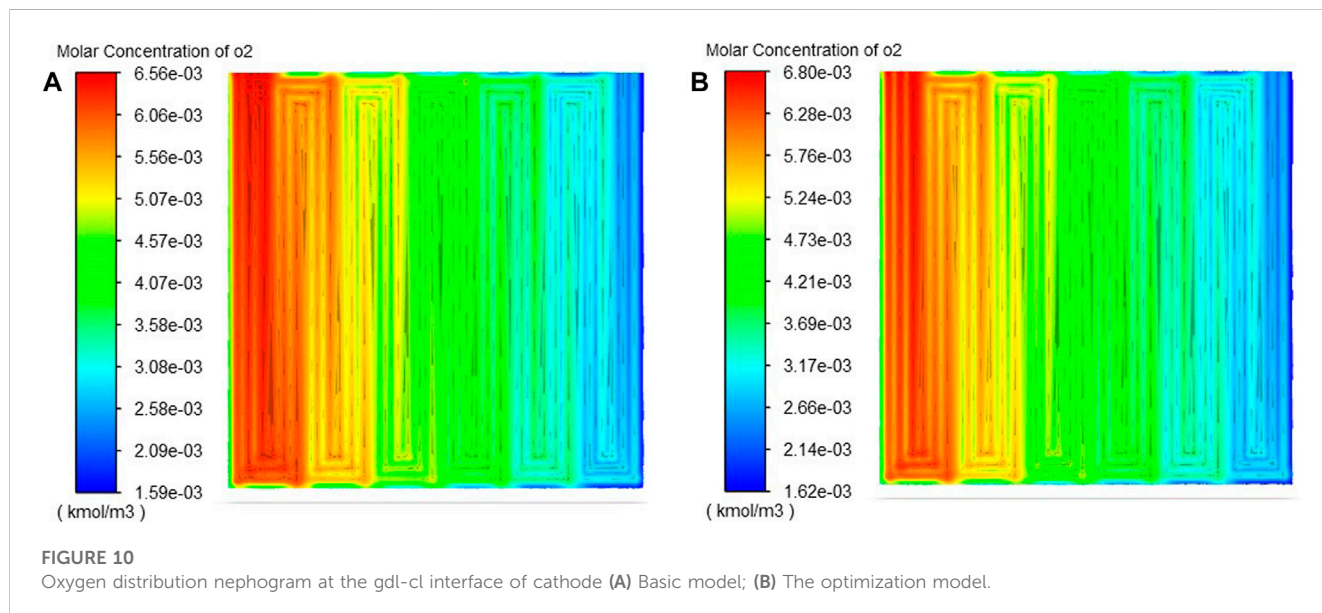 Molar Concentration of o2
A
6.56e-03
6.06e-03
5.56e-03
5.07e-03
4.57e-03
4.07e-03
3.58e-03
3.08e-03
2.58e-03
2.09e-03
1.59e-03
( kmol/m3 )
Molar Concentration of o2
B
6.80e-03
6.28e-03
5.76e-03
5.24e-03
4.73e-03
4.21e-03
3.69e-03
3.17e-03
2.66e-03
2.14e-03
1.62e-03
( kmol/m3 )
FIGURE 10
Oxygen distribution nephogram at the gdl-cl interface of cathode (A) Basic model; (B) The optimization model.